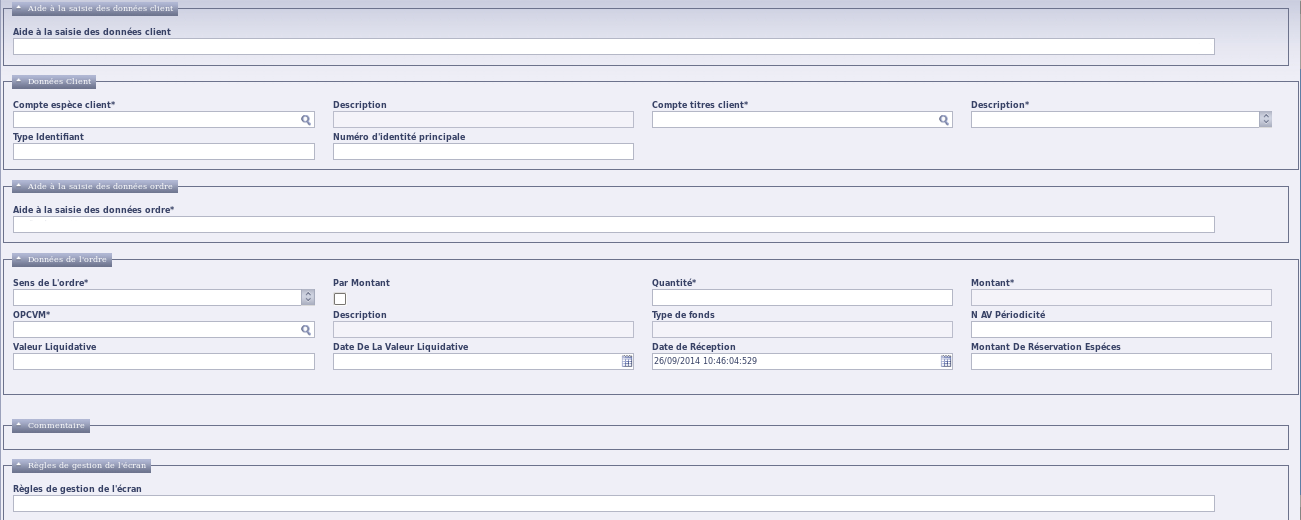 Aide à la saisie des données client
Aide à la saisie des données client
Données Client
Compte espèce client* Description Compte titres client* Description*
Type Identifiant Numéro d'identité principale
Aide à la saisie des données ordre
Aide à la saisie des données ordre*
Données de l'ordre
Sens de L'ordre* Par Montant Quantité* Montant*
OPCVM* Description Type de fonds N AV Périodicité
Valeur Liquidative Date De La Valeur Liquidative Date de Réception Montant De Réservation Espéces
26/09/2014 10:46:04:529
Commentaire
Règles de gestion de l'écran
Règles de gestion de l'écran